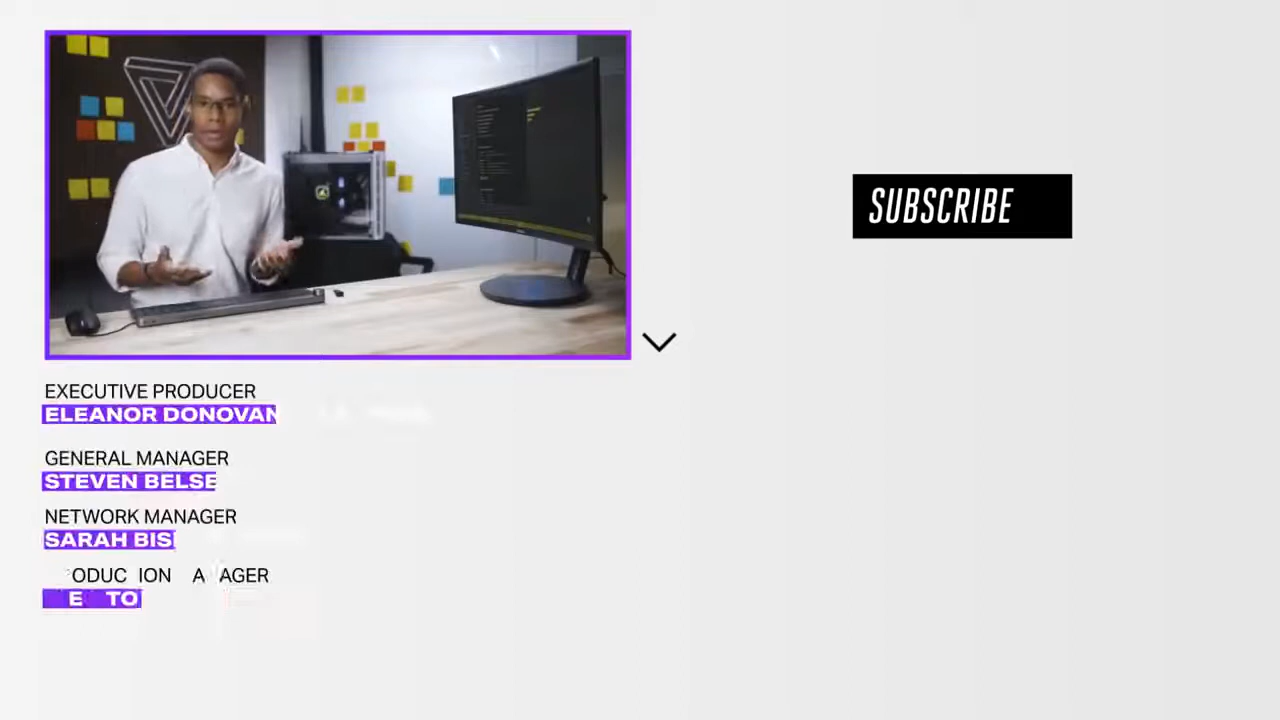 EXECUTIVE PRODUCER
ELEANOR DONOVAN
GENERAL MANAGER
STEVEN BELSE
NETWORK MANAGER
SARAH BIS
SUBSCRIBE